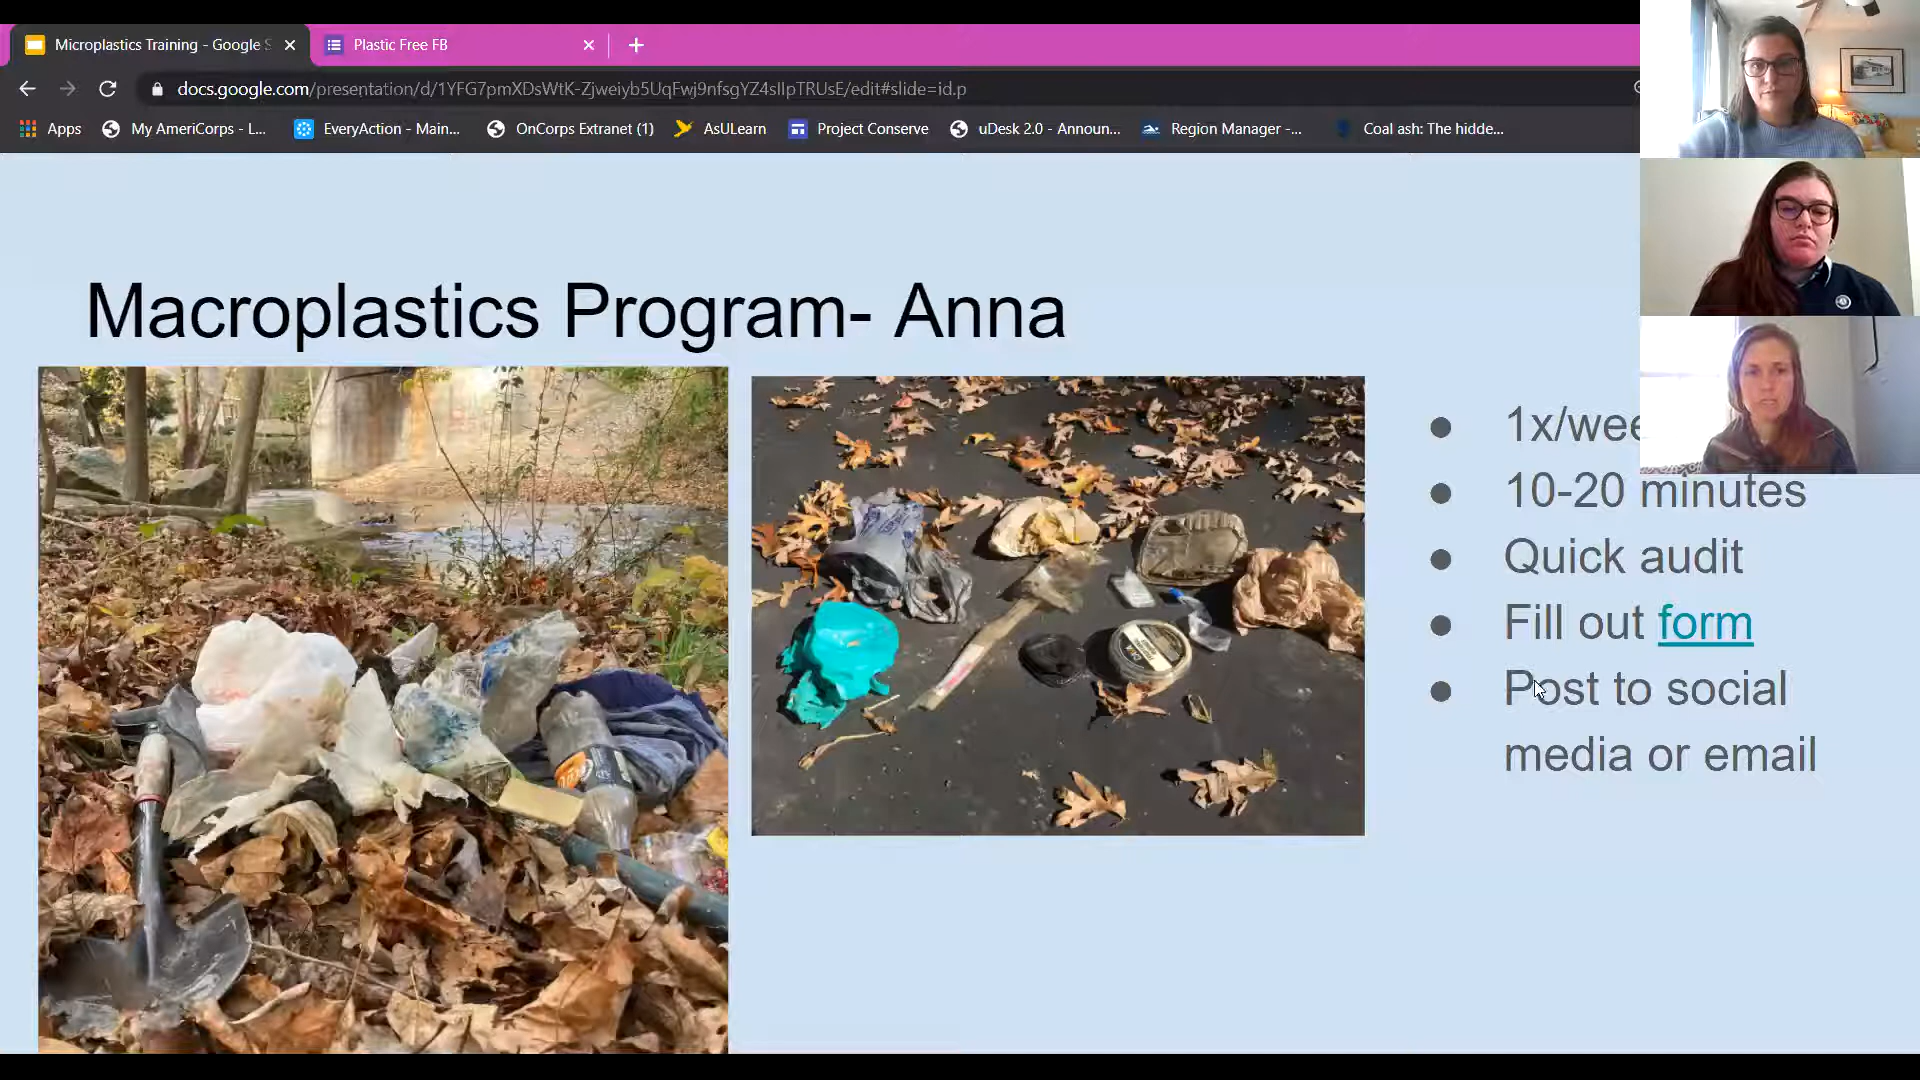 Microplastics Training - Google S
Plastic Free FB
docs.google.com/presentation/d/1YFG7pmXDsWtK-Zjweiyb5UqFwj9nfsgYZ4sIlpTRUsE/edit#slide=id.p
Apps
My AmeriCorps - L...
EveryAction - Main...
OnCorps Extranet (1)
AsULearn
Project Conserve
uDesk 2.0 - Announ...
Region Manager -...
Coal ash: The hidde...
Macroplastics Program- Anna
1x/wee
10-20 minutes
Quick audit
Fill out form
Post to social
media or email